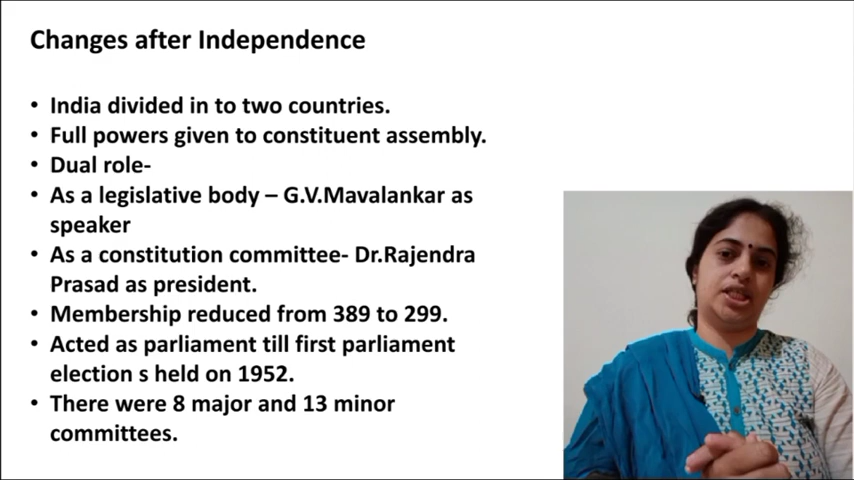 Changes after Independence
• India divided in to two countries.
• Full powers given to constituent assembly.
• Dual role-
• As a legislative body – G.V.Mavalankar as
speaker
• As a constitution committee- Dr.Rajendra
Prasad as president.
• Membership reduced from 389 to 299.
• Acted as parliament till first parliament
election s held on 1952.
• There were 8 major and 13 minor
committees.